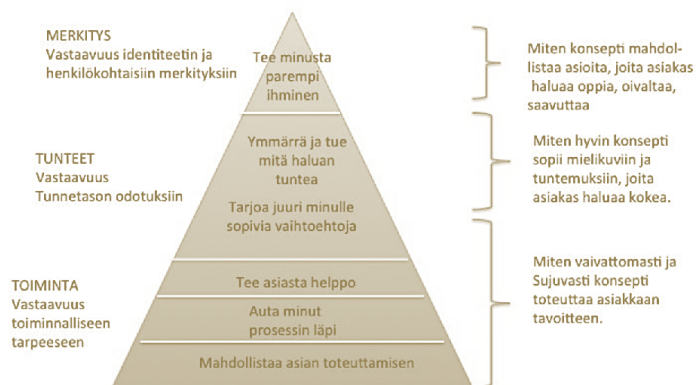 MERKITYS
Vastaavuus identiteetin ja
henkilökohtaisiin merkityksiin
Tee minusta
parempi
ihminen
Miten konsepti mahdol-
listaa asioita, joita asiakas
haluaa oppia, oivaltaa,
saavuttaa
TUNTEET
Vastaavuus
Tunnetason odotuksiin
Ymmärrä ja tue
mitä haluan
tuntea
Tarjoa juuri minulle
sopivia vaihtoehtoja
Miten hyvin konsepti
sopii mielikuviin ja
tuntemuksiin, joita
asiakas haluaa kokea.
TOIMINTA
Vastaavuus
toiminnalliseen
tarpeeseen
Tee asiasta helppo
Auta minut
prosessin läpi
Mahdollistaa asian toteuttamisen
Miten vaivattomasti ja
Sujuvasti konsepti
toteuttaa asiakkaan
tavoitteen.